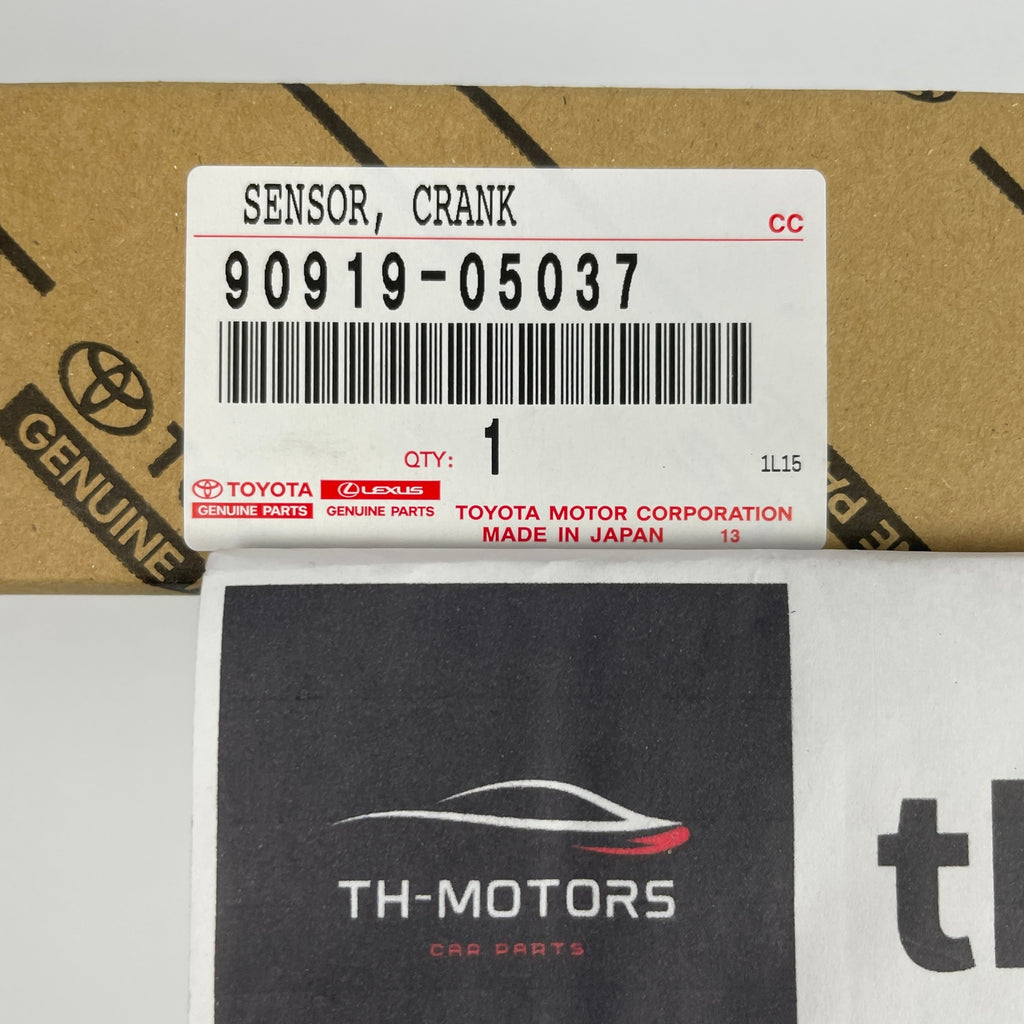 SENSOR, CRANK
CC
90919-05037
QTY: 1
1L15
TOYOTA
GENUINE PARTS
LEXUS
GENUINE PARTS
TOYOTA MOTOR CORPORATION
MADE IN JAPAN 13
GENUINE
TH-MOTORS
CAR PARTS